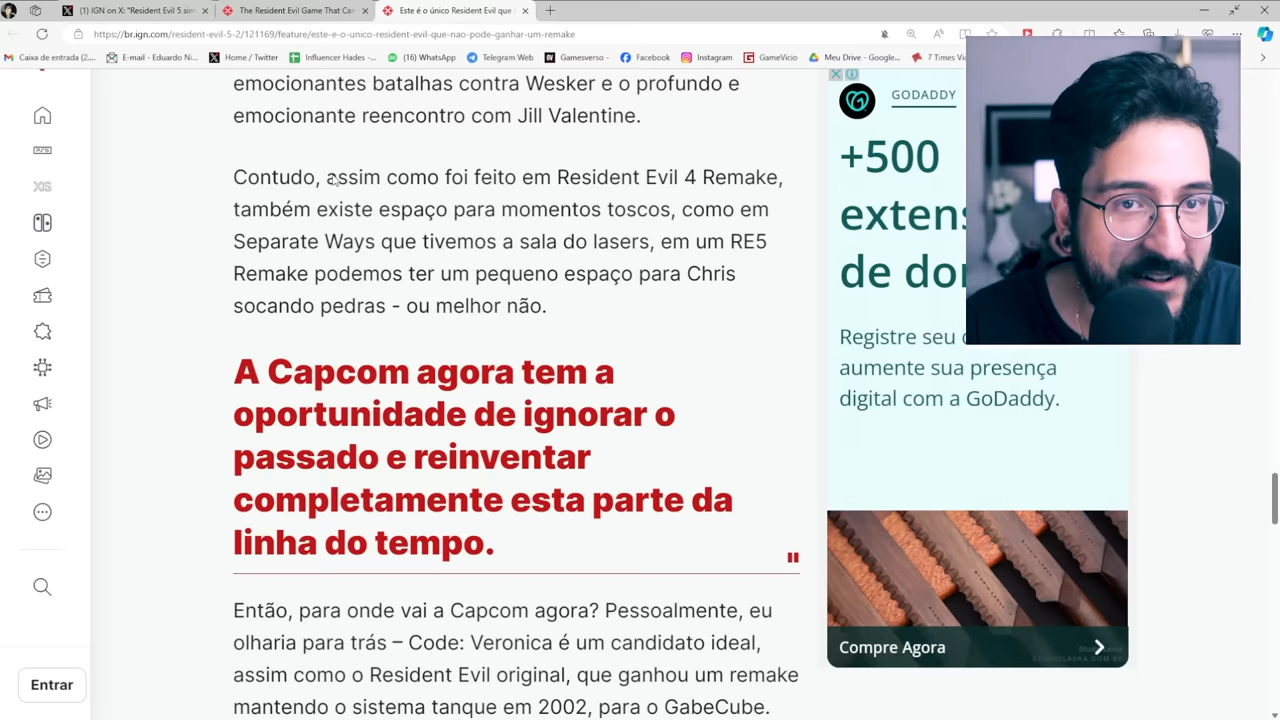 (1) IGN on X: "Resident Evil 5 sim
The Resident Evil Game That Can
Este é o único Resident Evil que
https://br.ign.com/resident-evil-5-2/121169/feature/este-e-o-unico-resident-evil-que-nao-pode-ganhar-um-remake
Caixa de entrada (2....
E-mail - Eduardo Ni...
Home / Twitter
Influencer Hades -...
(16) WhatsApp
Telegram Web
Gamesverso -
Facebook
Instagram
GameVicio
Meu Drive - Google...
7 Times Vi
emocionantes batalhas contra Wesker e o profundo e
emocionante reencontro com Jill Valentine.
Contudo, assim como foi feito em Resident Evil 4 Remake,
também existe espaço para momentos toscos, como em
Separate Ways que tivemos a sala do lasers, em um RE5
Remake podemos ter um pequeno espaço para Chris
socando pedras - ou melhor não.
A Capcom agora tem a
oportunidade de ignorar o
passado e reinventar
completamente esta parte da
linha do tempo.
Então, para onde vai a Capcom agora? Pessoalmente, eu
olharia para trás – Code: Veronica é um candidato ideal,
assim como o Resident Evil original, que ganhou um remake
mantendo o sistema tanque em 2002, para o GabeCube.
Entrar
GODADDY
+500
extens
de do
Registre seu
aumente sua presença
digital com a GoDaddy.
Compre Agora